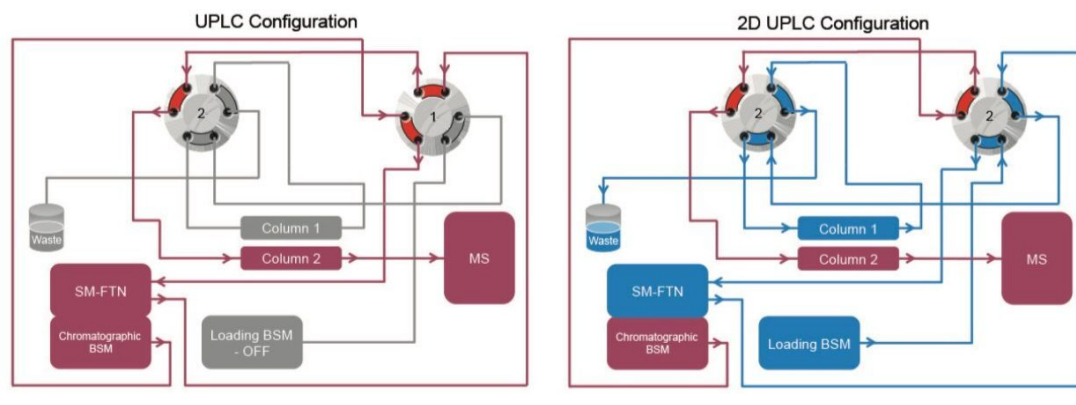 UPLC Configuration
2
1
Waste
Column 1
Column 2
MS
SM-FTN
Chromatographic
BSM
Loading BSM
- OFF
2D UPLC Configuration
2
2
Waste
Column 1
Column 2
MS
SM-FTN
Chromatographic
BSM
Loading BSM